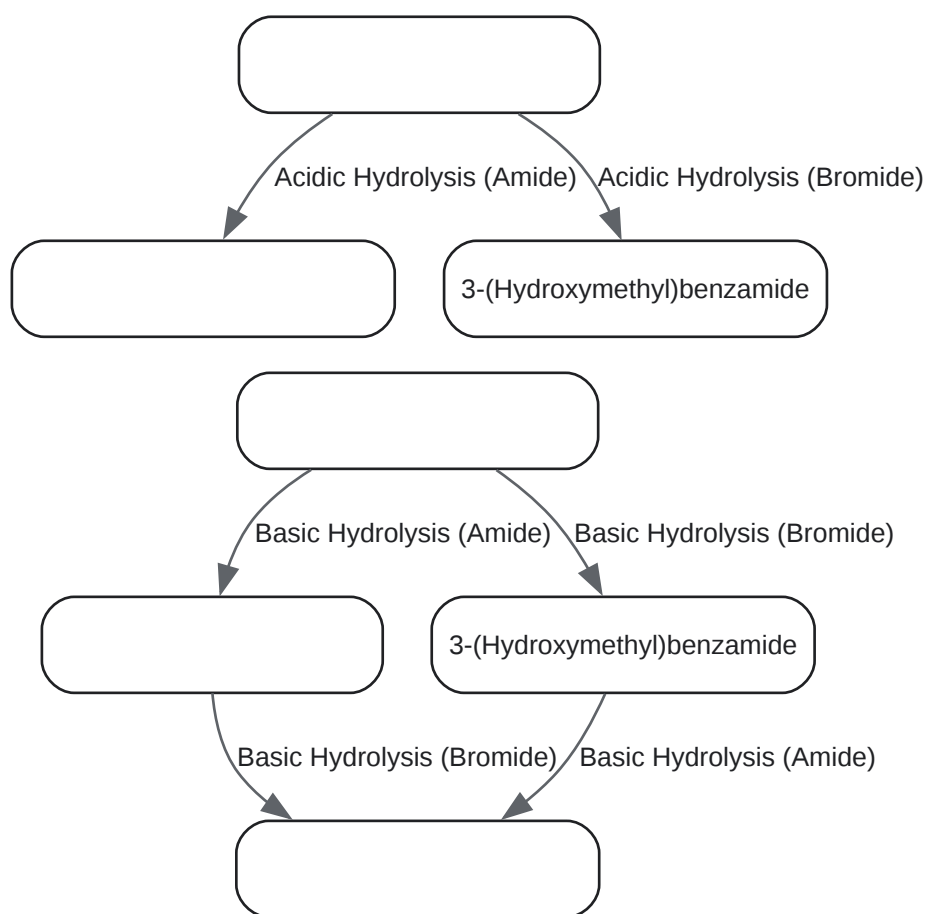 Acidic Hydrolysis (Amide)
Acidic Hydrolysis (Bromide)
3-(Hydroxymethyl)benzamide
Basic Hydrolysis (Amide)
Basic Hydrolysis (Bromide)
3-(Hydroxymethyl)benzamide
Basic Hydrolysis (Bromide)
Basic Hydrolysis (Amide)